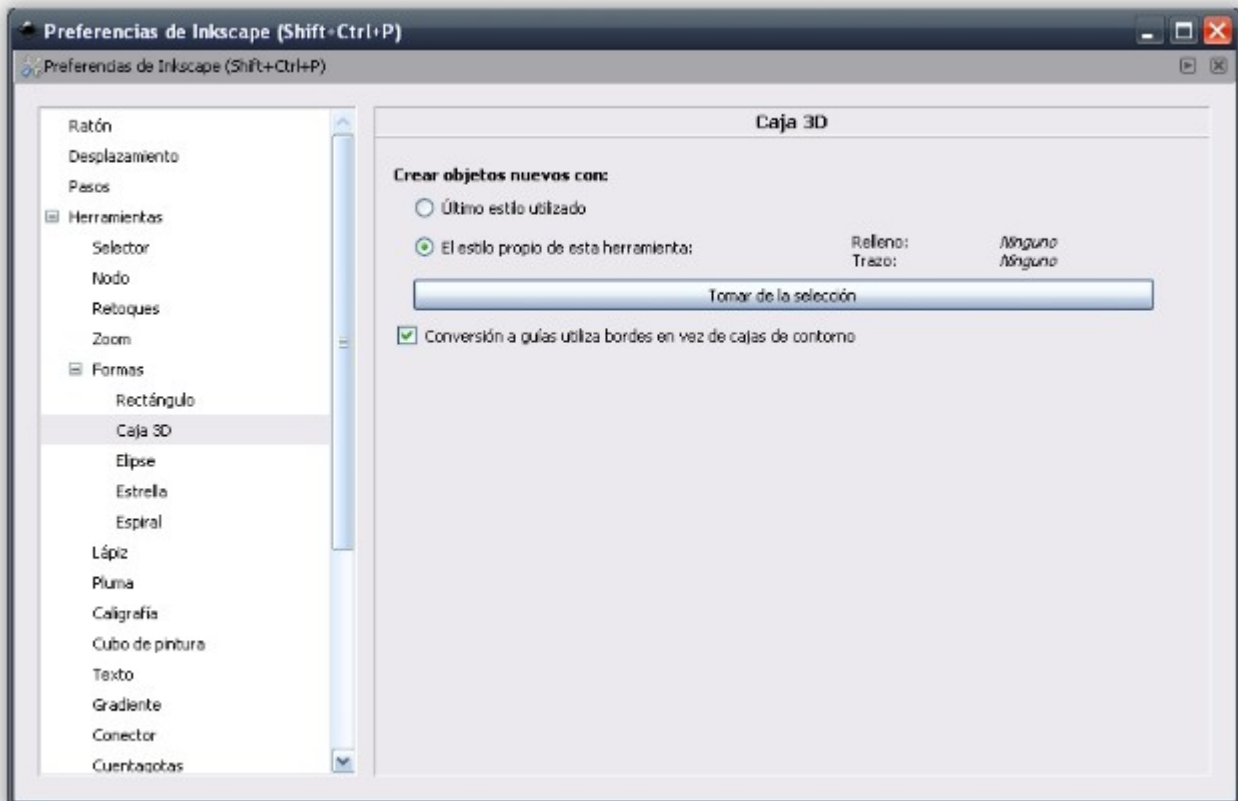 Preferencias de Inkscape (Shift+Ctrl+P)
Preferencias de Inkscape (Shift+Ctrl+P)
Ratón
Desplazamiento
Pasos
Herramientas
Selector
Nodo
Retoques
Zoom
Formas
Rectángulo
Caja 3D
Elipse
Estrella
Espiral
Lápiz
Pluma
Caligrafía
Cubo de pintura
Texto
Gradiente
Conector
Cuentagotas
Caja 3D
Crear objetos nuevos con:
Último estilo utilizado
El estilo propio de esta herramienta:
Relleno: Ninguno
Trazo: Ninguno
Tomar de la selección
Conversión a guías utiliza bordes en vez de cajas de contorno